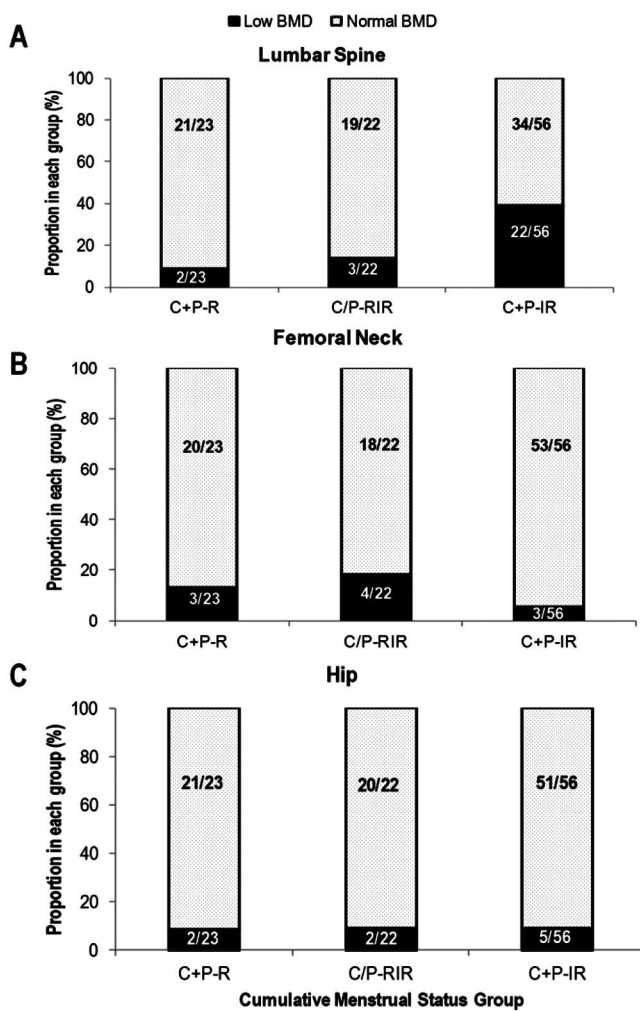 Low BMD Normal BMD
A
Lumbar Spine
Proportion in each group (%)
100
80
60
40
20
0
21/23
19/22
34/56
2/23
3/22
22/56
C+P-R C/P-RIR C+P-IR
B
Femoral Neck
Proportion in each group (%)
100
80
60
40
20
0
20/23
18/22
53/56
3/23
4/22
3/56
C+P-R C/P-RIR C+P-IR
C
Hip
Proportion in each group (%)
100
80
60
40
20
0
21/23
20/22
51/56
2/23
2/22
5/56
C+P-R C/P-RIR C+P-IR
Cumulative Menstrual Status Group